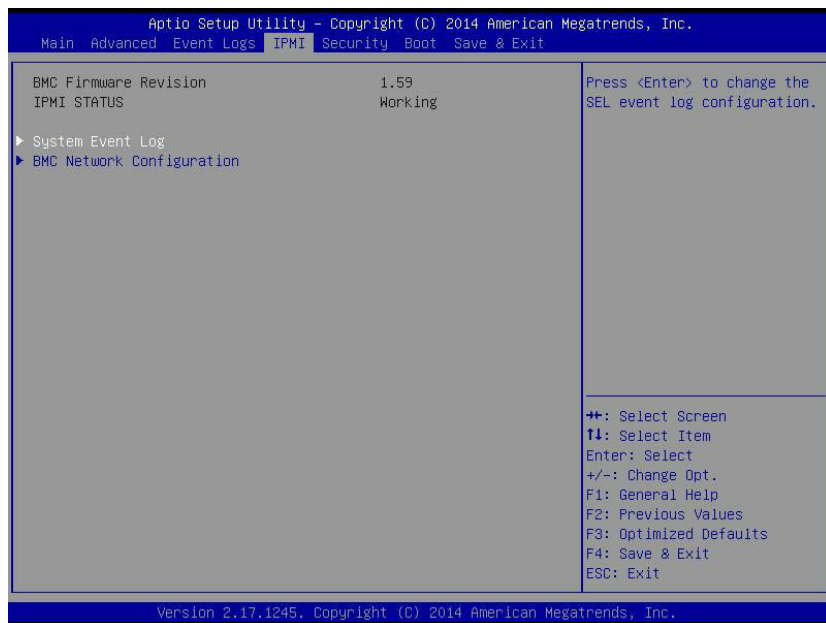 Aptio Setup Utility – Copyright (C) 2014 American Megatrends, Inc.
Main Advanced Event Logs IPMI Security Boot Save & Exit
BMC Firmware Revision 1.59
IPMI STATUS Working
System Event Log
BMC Network Configuration
Press <Enter> to change the
SEL event log configuration.
→←: Select Screen
↑↓: Select Item
Enter: Select
+/-: Change Opt.
F1: General Help
F2: Previous Values
F3: Optimized Defaults
F4: Save & Exit
ESC: Exit
Version 2.17.1245. Copyright (C) 2014 American Megatrends, Inc.